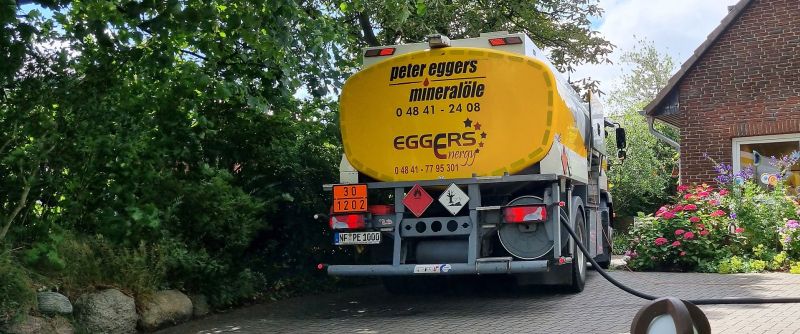 peter eggers
mineralöle
0 48 41 - 24 08
EGGERS
Energy
0 48 41 - 77 95 301
30
1202
NF PE 1000